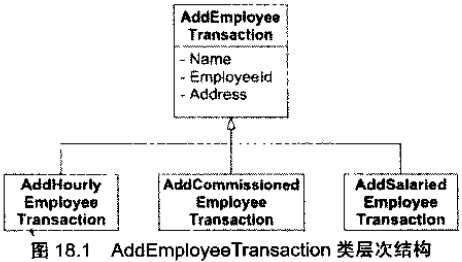 AddEmployee
Transaction
- Name
- EmployeeId
- Address
AddHourly
Employee
Transaction
AddCommissioned
Employee
Transaction
AddSalaried
Employee
Transaction
图 18.1 AddEmployeeTransaction 类层次结构